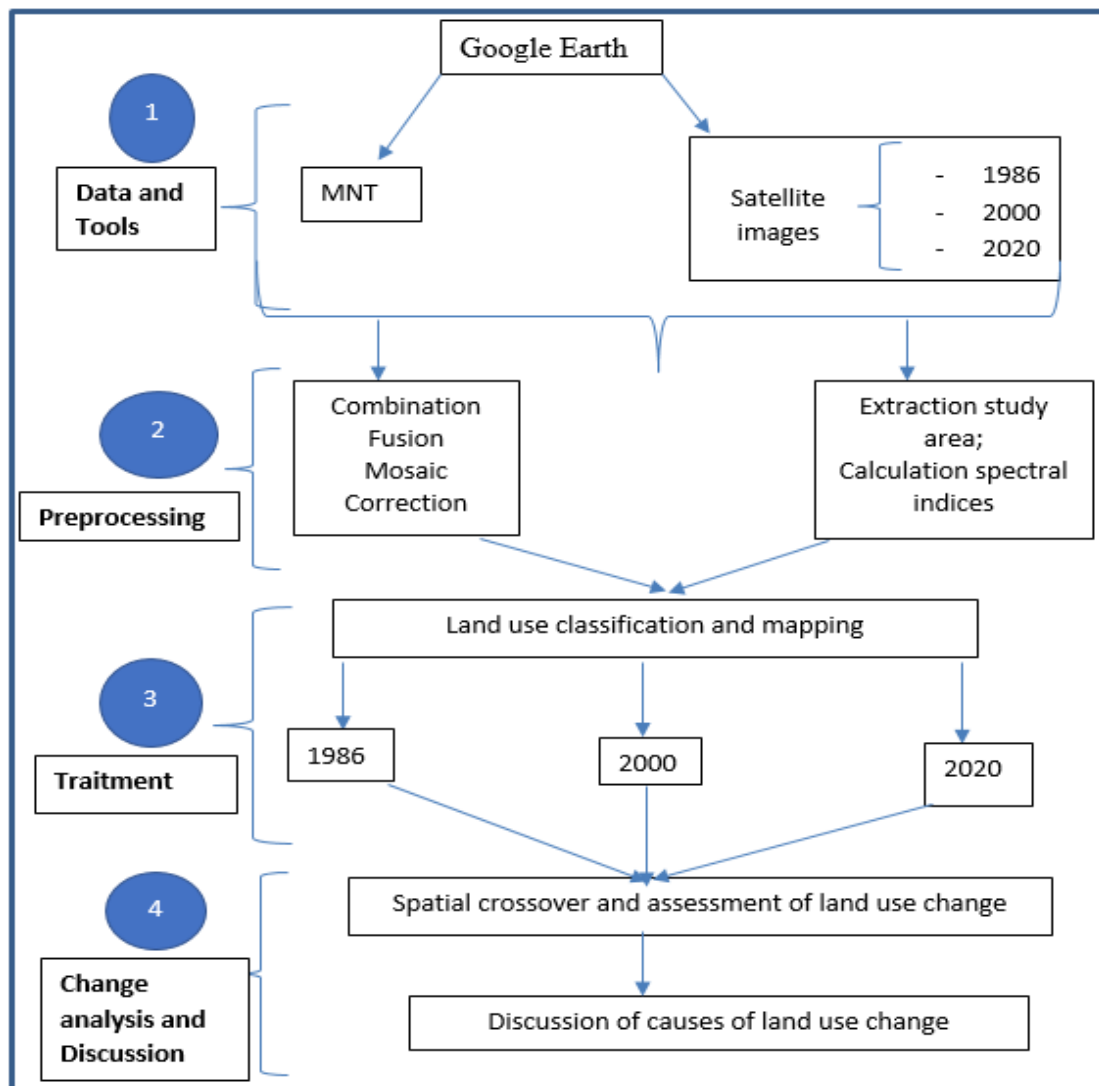 Google Earth
1
Data and
Tools
MNT
Satellite
images
- 1986
- 2000
- 2020
2
Preprocessing
Combination
Fusion
Mosaic
Correction
Extraction study
area;
Calculation spectral
indices
3
Traitment
Land use classification and mapping
1986
2000
2020
4
Change
analysis and
Discussion
Spatial crossover and assessment of land use change
Discussion of causes of land use change